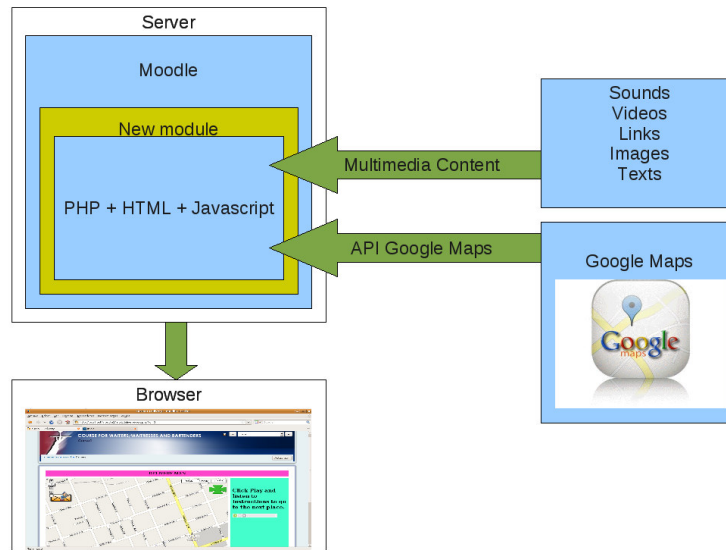 Server
Moodle
New module
PHP + HTML + Javascript
Multimedia Content
Sounds
Videos
Links
Images
Texts
API Google Maps
Google Maps
Google
maps
Browser
COURSE FOR WAITERS, WAITRESSES AND BARTENDERS
Click Play and
listen to
instructions to go
to the next place.